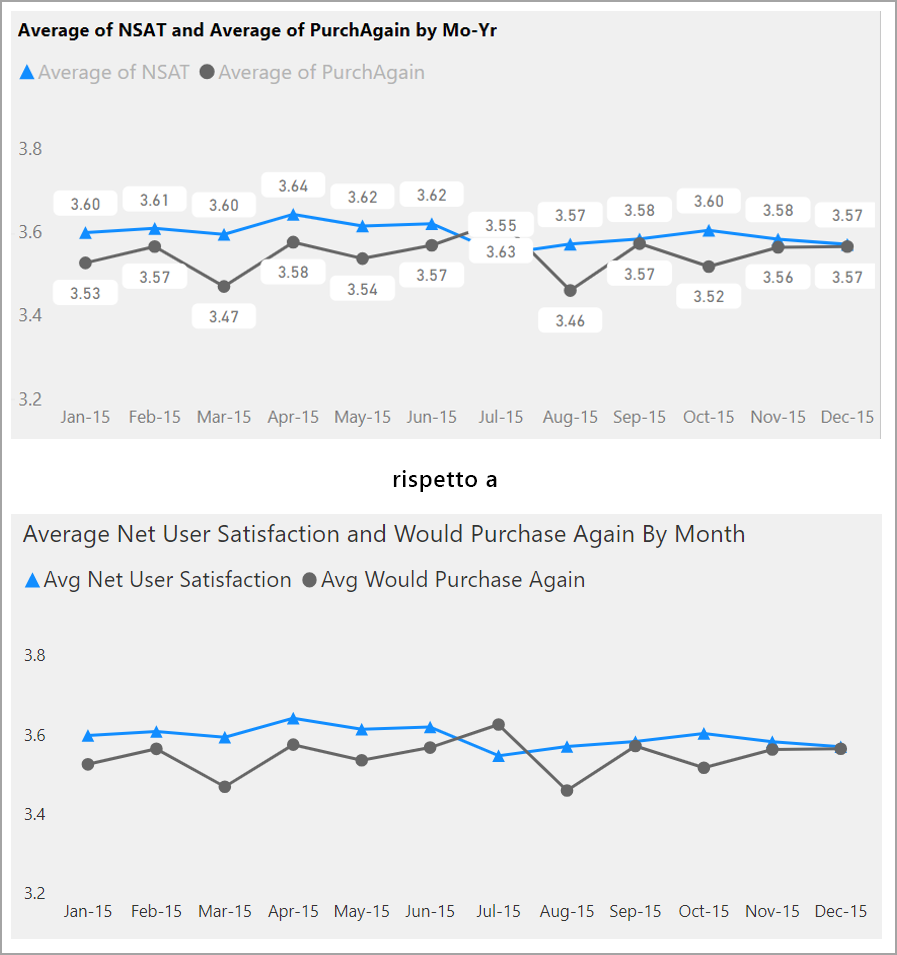 Average of NSAT and Average of PurchAgain by Mo-Yr
Average of NSAT Average of PurchAgain
3.8
3.60 3.61 3.60 3.64 3.62 3.62 3.55 3.57 3.58 3.60 3.58 3.57
3.6
3.53 3.57 3.47 3.58 3.54 3.57 3.63 3.46 3.57 3.52 3.56 3.57
3.4
3.2
Jan-15 Feb-15 Mar-15 Apr-15 May-15 Jun-15 Jul-15 Aug-15 Sep-15 Oct-15 Nov-15 Dec-15
rispetto a
Average Net User Satisfaction and Would Purchase Again By Month
Avg Net User Satisfaction Avg Would Purchase Again
3.8
3.6
3.4
3.2
Jan-15 Feb-15 Mar-15 Apr-15 May-15 Jun-15 Jul-15 Aug-15 Sep-15 Oct-15 Nov-15 Dec-15